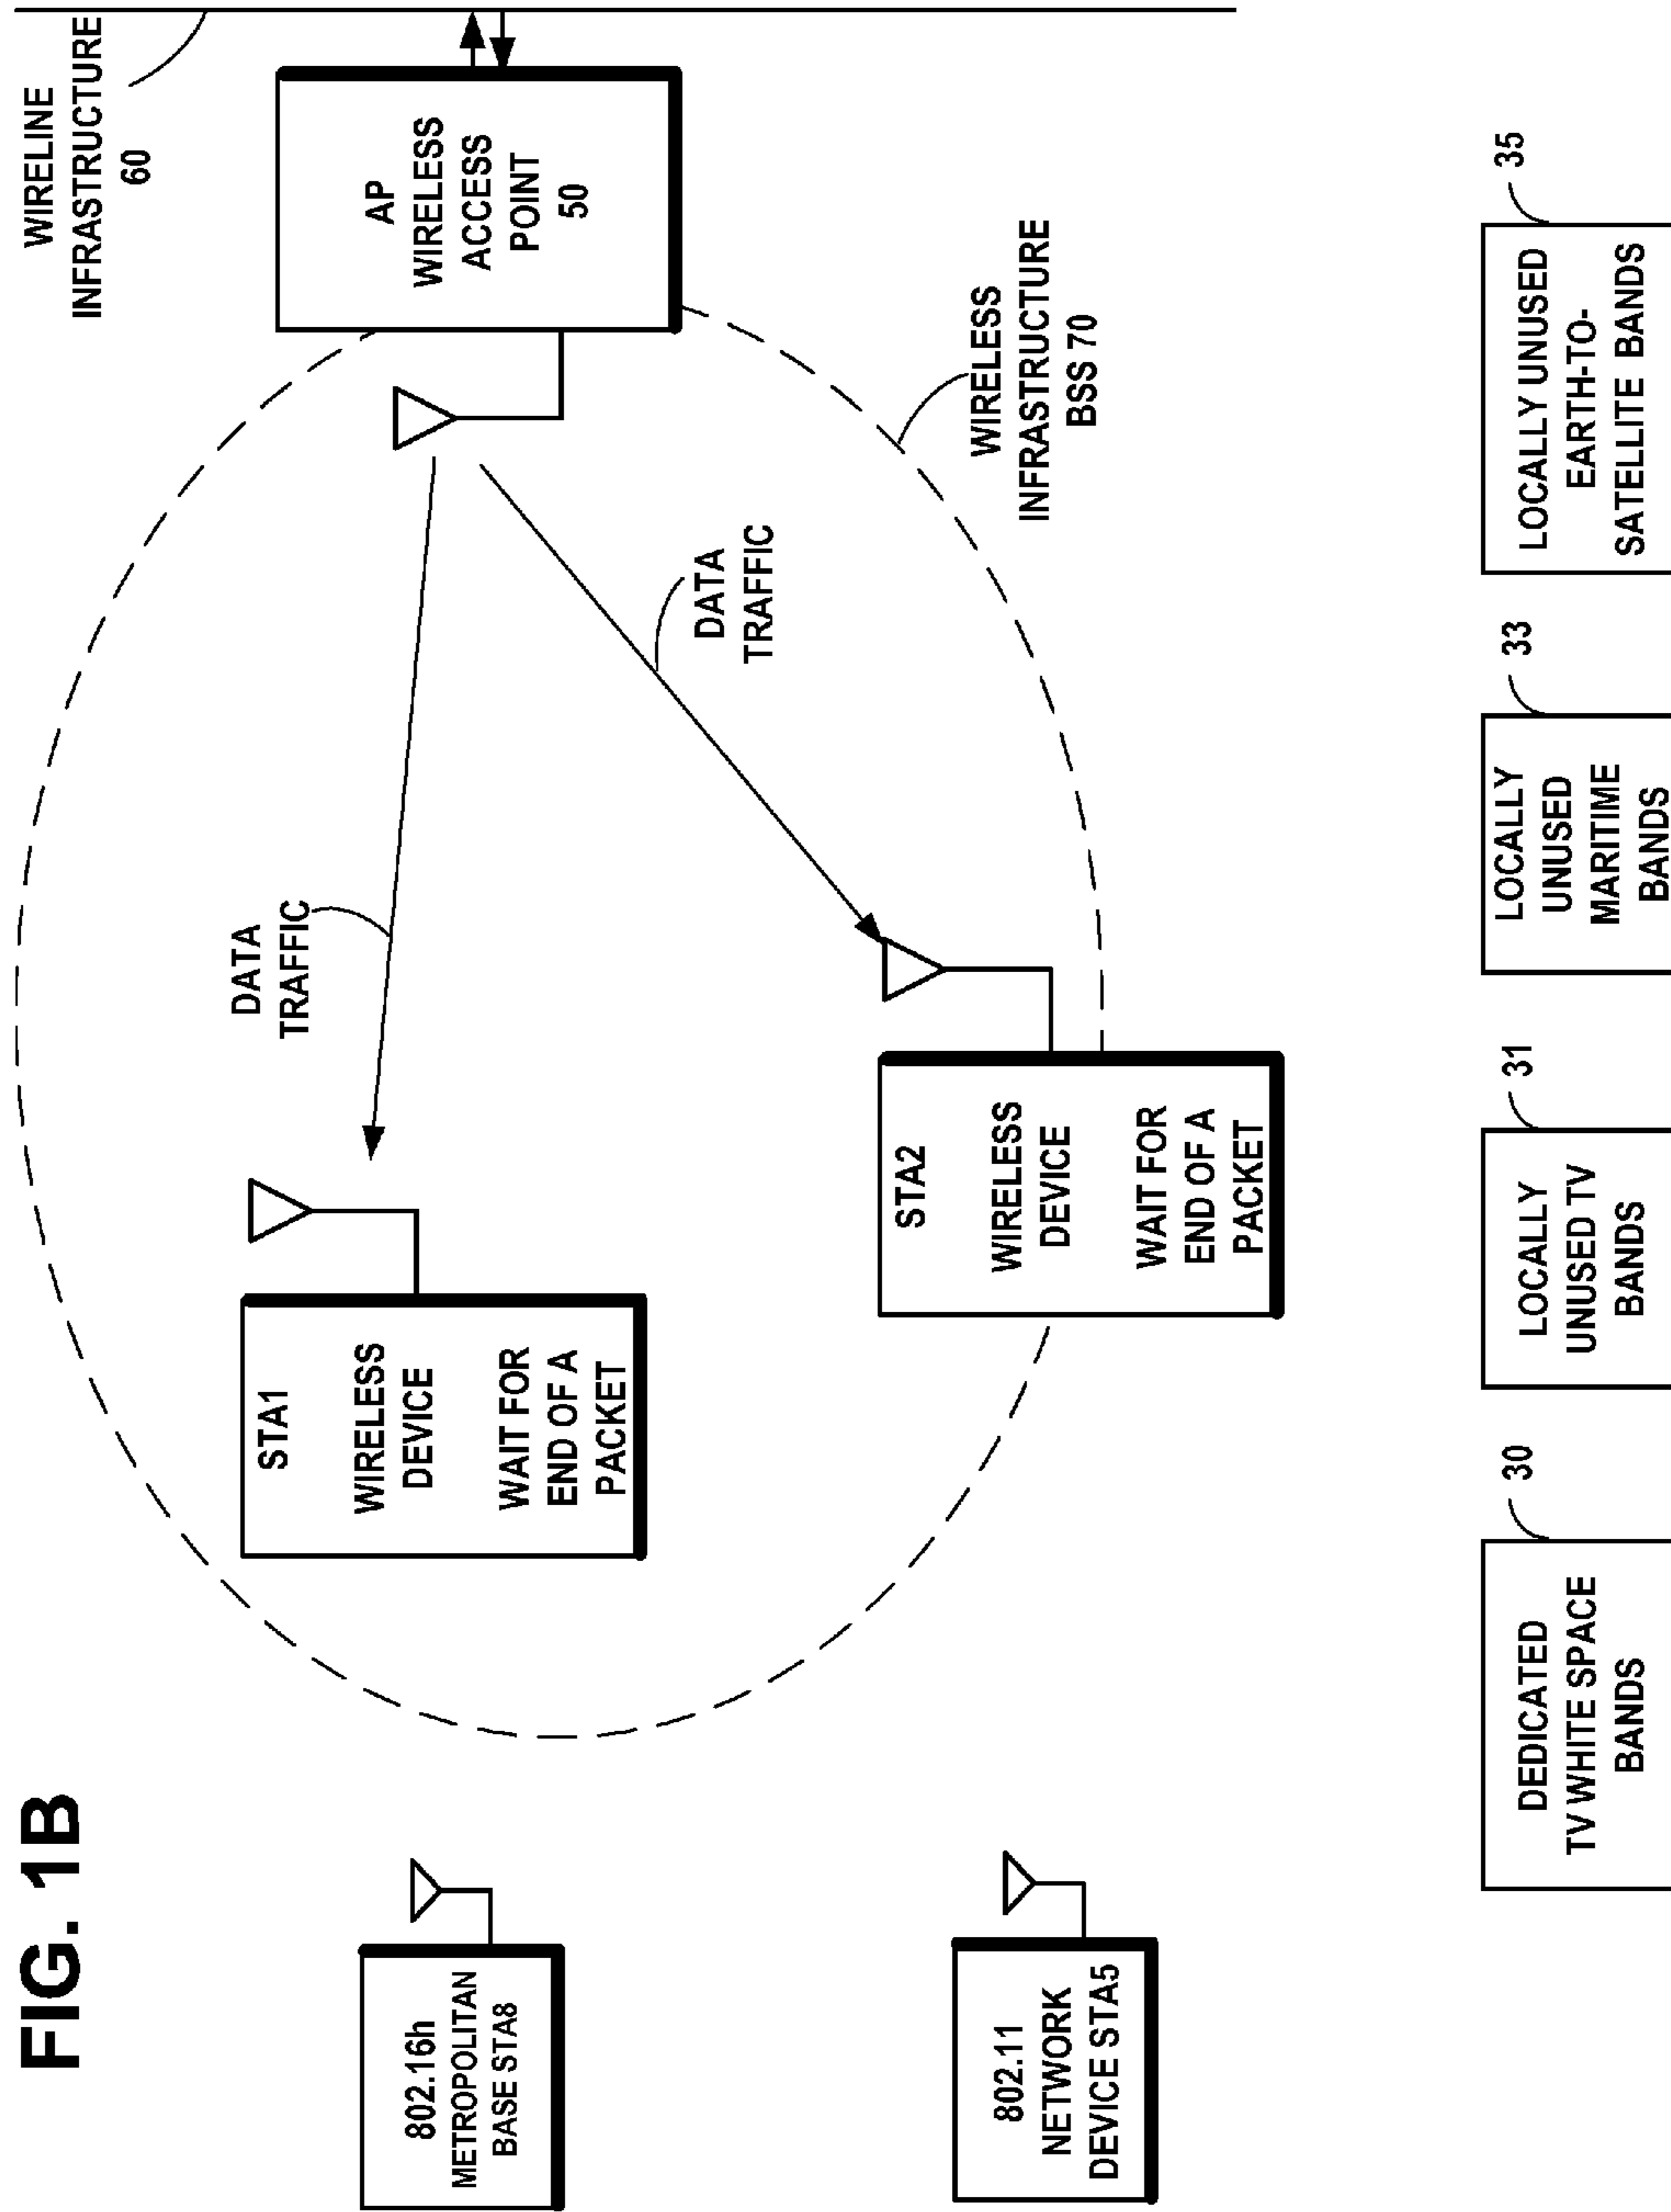 FIG. 1B
WIRELINE
INFRASTRUCTURE
60
802.16h
METROPOLITAN
BASE STA8
STA1
WIRELESS
DEVICE
WAIT FOR
END OF A
PACKET
DATA
TRAFFIC
AP
WIRELESS
ACCESS
POINT
50
DATA
TRAFFIC
802.11
NETWORK
DEVICE STA5
STA2
WIRELESS
DEVICE
WAIT FOR
END OF A
PACKET
WIRELESS
INFRASTRUCTURE
BSS 70
30
DEDICATED
TV WHITE SPACE
BANDS
31
LOCALLY
UNUSED TV
BANDS
33
LOCALLY
UNUSED
MARITIME
BANDS
35
LOCALLY UNUSED
EARTH-TO-
SATELLITE BANDS